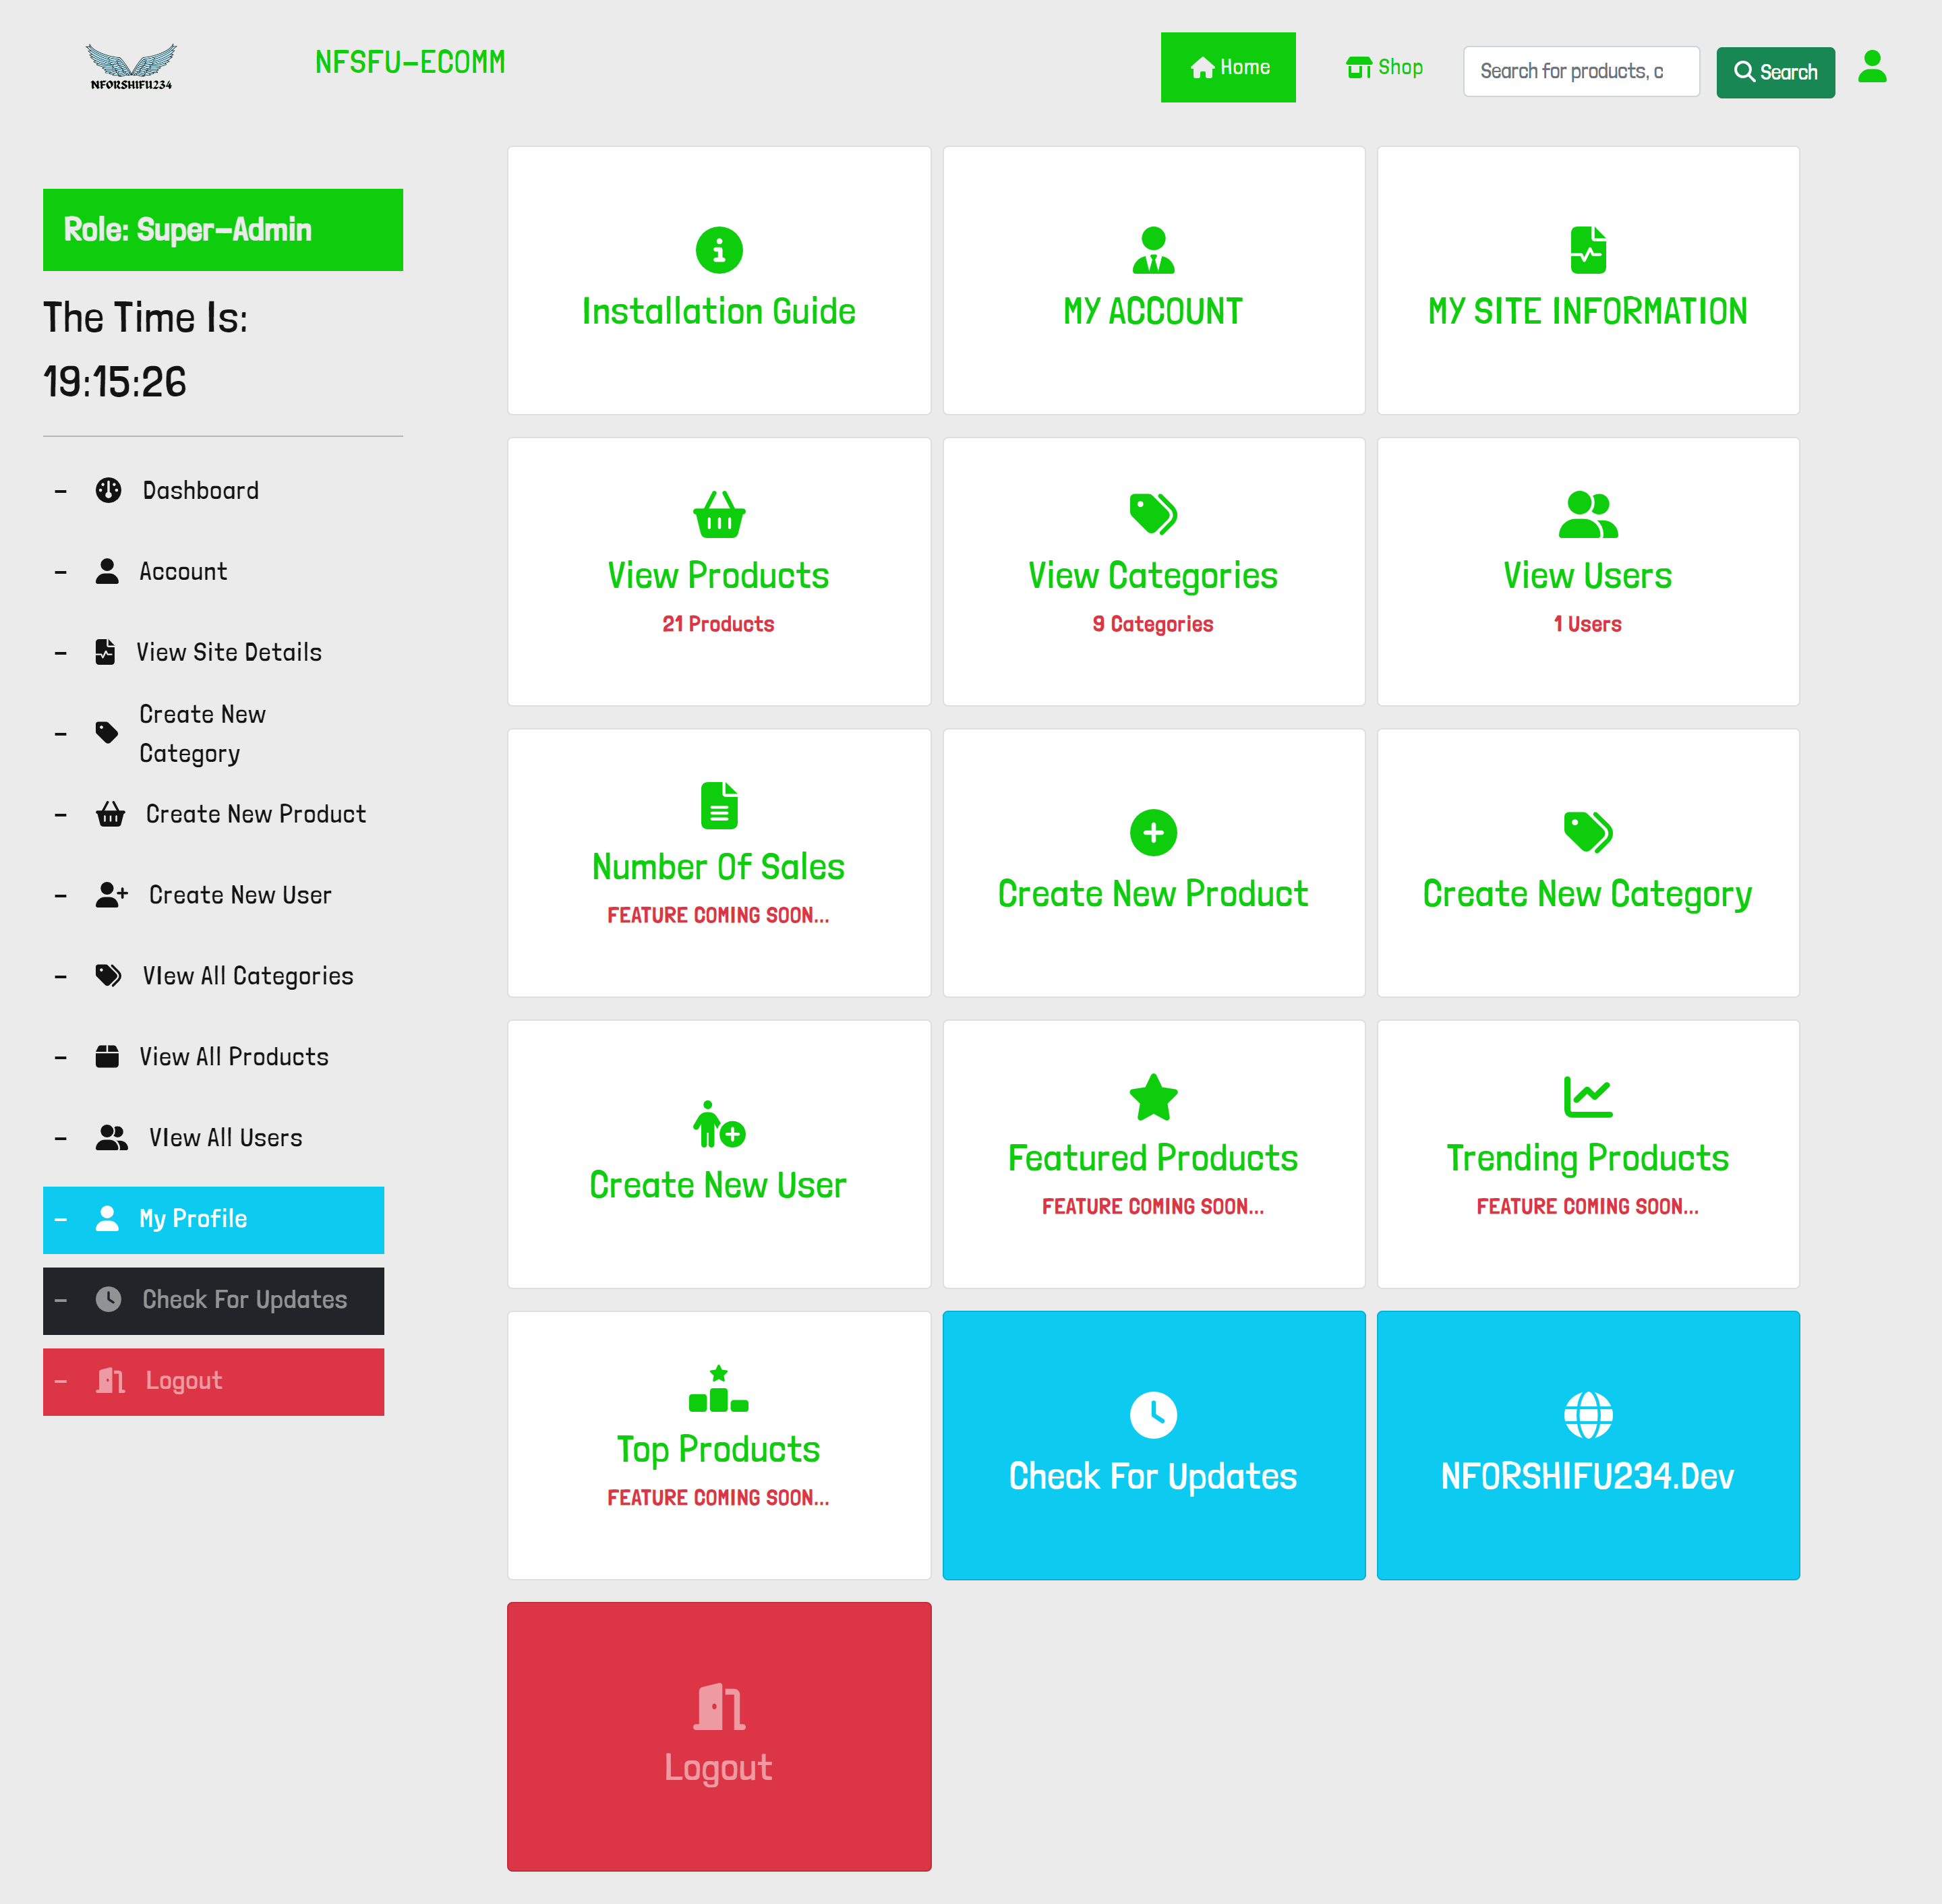 NFORSHIFU234
NFSFU-ECOMM
Home
Shop
Search for products, c
Search
Role: Super-Admin
The Time Is:
19:15:26
- Dashboard
- Account
- View Site Details
- Create New
Category
- Create New Product
- Create New User
- VIew All Categories
- View All Products
- VIew All Users
- My Profile
- Check For Updates
- Logout
Installation Guide
MY ACCOUNT
MY SITE INFORMATION
View Products
21 Products
View Categories
9 Categories
View Users
1 Users
Number Of Sales
FEATURE COMING SOON...
Create New Product
Create New Category
Create New User
Featured Products
FEATURE COMING SOON...
Trending Products
FEATURE COMING SOON...
Top Products
FEATURE COMING SOON...
Check For Updates
NFORSHIFU234.Dev
Logout